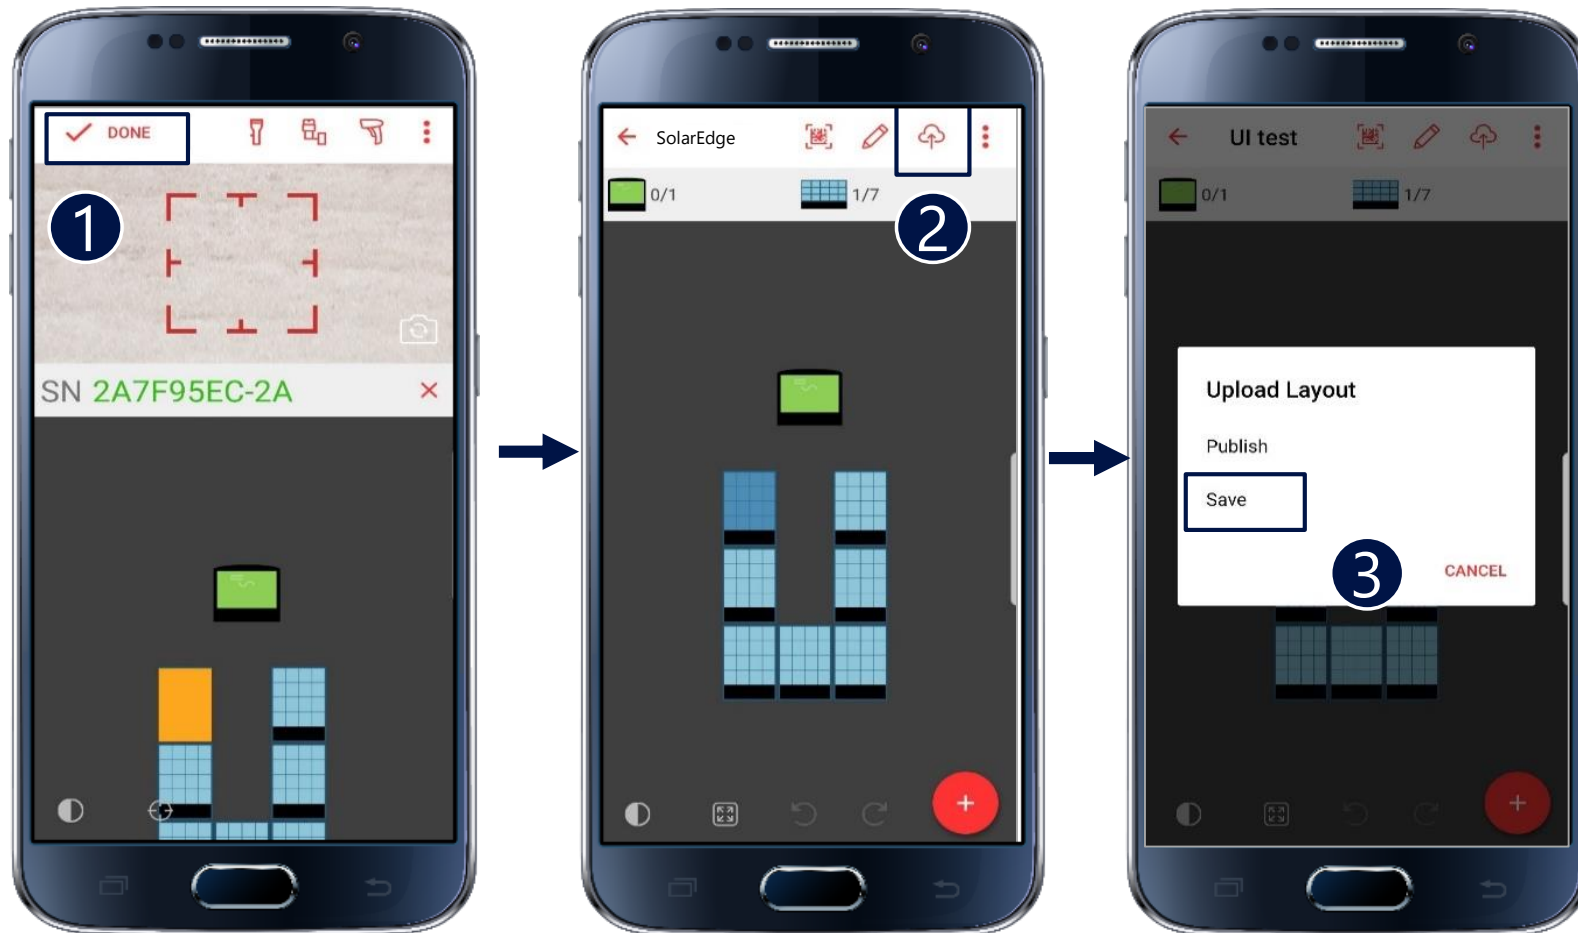 DONE
1
SN 2A7F95EC-2A
SolarEdge
0/1
1/7
2
+
UI test
0/1
1/7
Upload Layout
Publish
Save
3
CANCEL
+